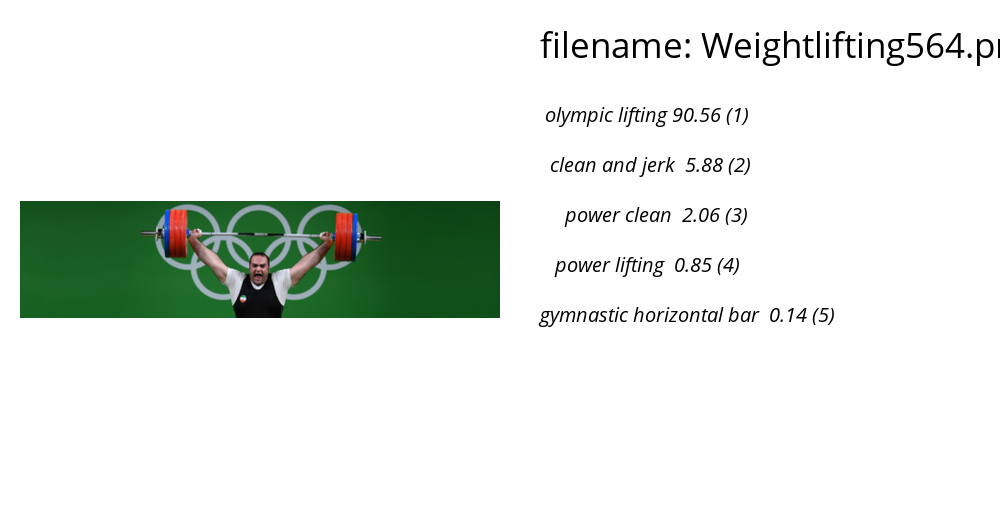 filename: Weightlifting564.pr
olympic lifting 90.56 (1)
clean and jerk 5.88 (2)
power clean 2.06 (3)
power lifting 0.85 (4)
gymnastic horizontal bar 0.14 (5)